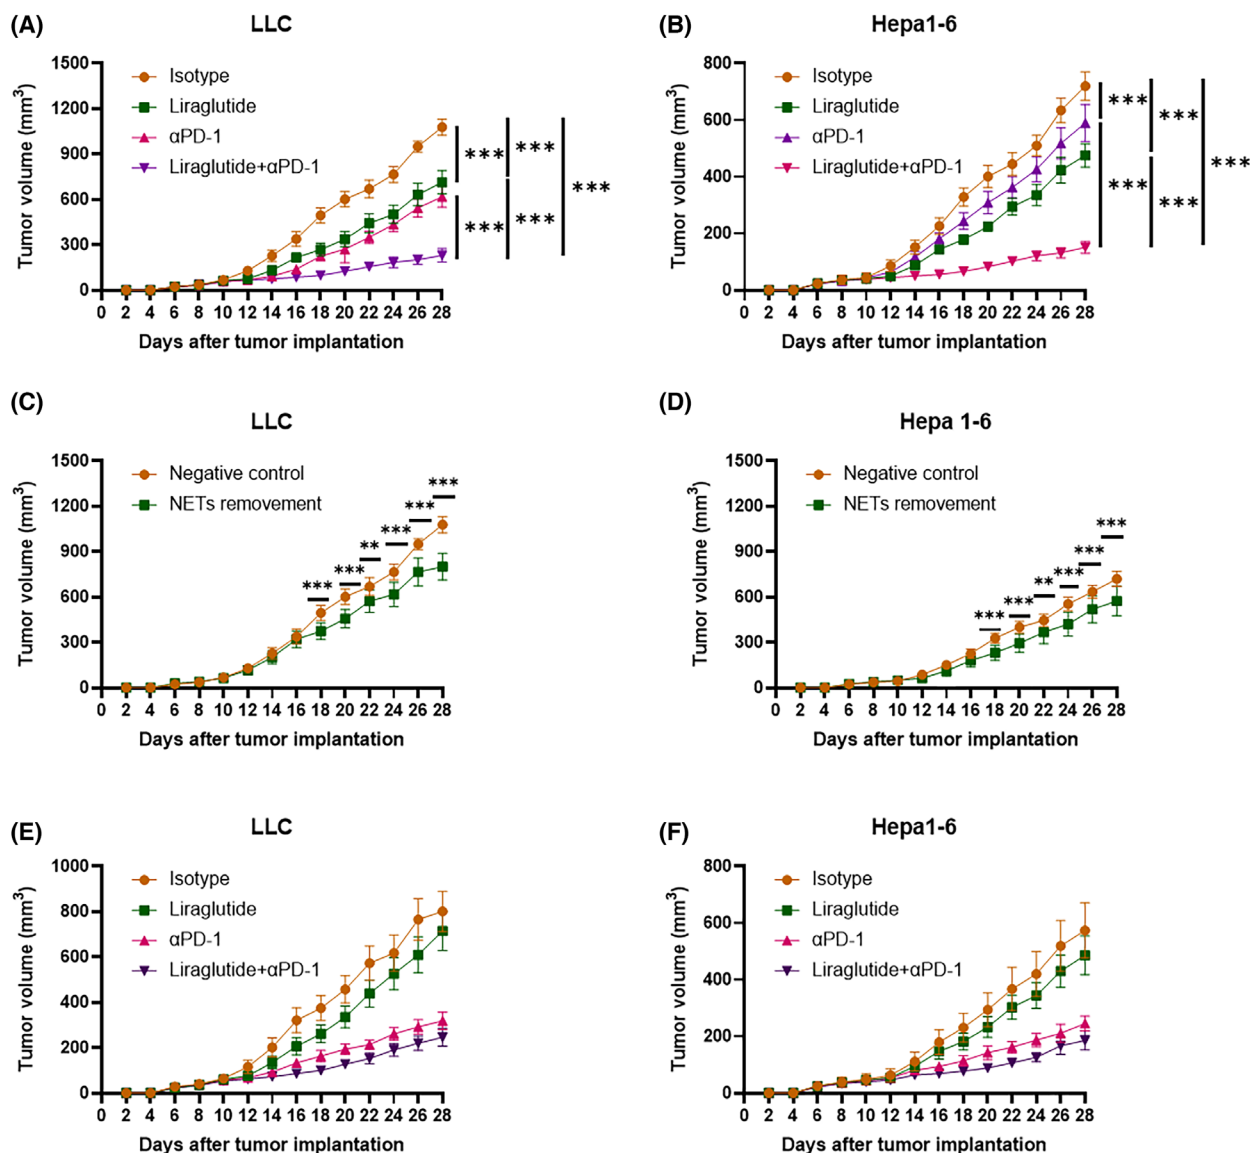 (A)
LLC
Tumor volume (mm³)
1500
1200
900
600
300
0
Isotype
Liraglutide
αPD-1
Liraglutide+αPD-1
***
***
***
***
***
0 2 4 6 8 10 12 14 16 18 20 22 24 26 28
Days after tumor implantation
(B)
Hepa1-6
Tumor volume (mm³)
800
600
400
200
0
Isotype
Liraglutide
αPD-1
Liraglutide+αPD-1
***
***
***
***
***
0 2 4 6 8 10 12 14 16 18 20 22 24 26 28
Days after tumor implantation
(C)
LLC
Tumor volume (mm³)
1500
1200
900
600
300
0
Negative control
NETs removement
***
***
**
***
***
***
0 2 4 6 8 10 12 14 16 18 20 22 24 26 28
Days after tumor implantation
(D)
Hepa 1-6
Tumor volume (mm³)
1500
1200
900
600
300
0
Negative control
NETs removement
***
***
**
***
***
***
0 2 4 6 8 10 12 14 16 18 20 22 24 26 28
Days after tumor implantation
(E)
LLC
Tumor volume (mm³)
1000
800
600
400
200
0
Isotype
Liraglutide
αPD-1
Liraglutide+αPD-1
0 2 4 6 8 10 12 14 16 18 20 22 24 26 28
Days after tumor implantation
(F)
Hepa1-6
Tumor volume (mm³)
800
600
400
200
0
Isotype
Liraglutide
αPD-1
Liraglutide+αPD-1
0 2 4 6 8 10 12 14 16 18 20 22 24 26 28
Days after tumor implantation